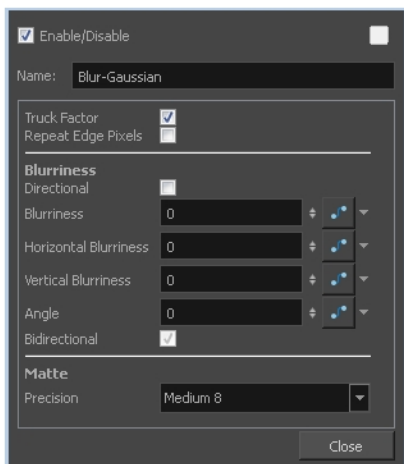 Enable/Disable
Name: Blur-Gaussian
Truck Factor
Repeat Edge Pixels
Blurriness
Directional
Blurriness 0
Horizontal Blurriness 0
Vertical Blurriness 0
Angle 0
Bidirectional
Matte
Precision Medium 8
Close